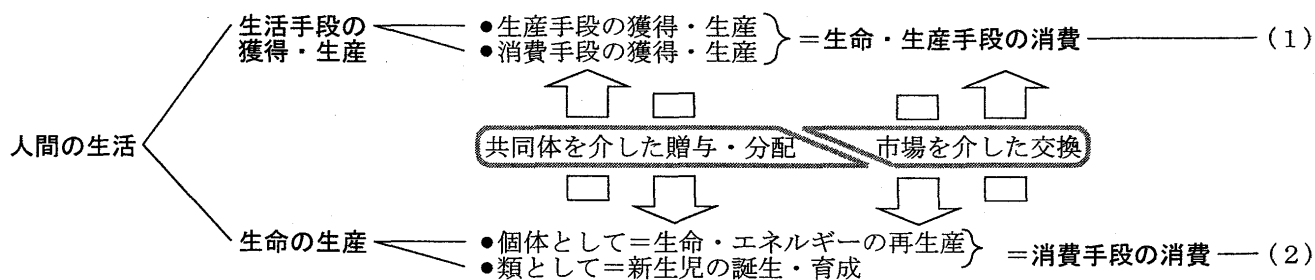 生活手段の
獲得・生産
●生産手段の獲得・生産
●消費手段の獲得・生産
=生命・生産手段の消費
(1)
人間の生活
共同体を介した贈与・分配
市場を介した交換
生命の生産
●個体として=生命・エネルギーの再生産
●類として=新生児の誕生・育成
=消費手段の消費
(2)